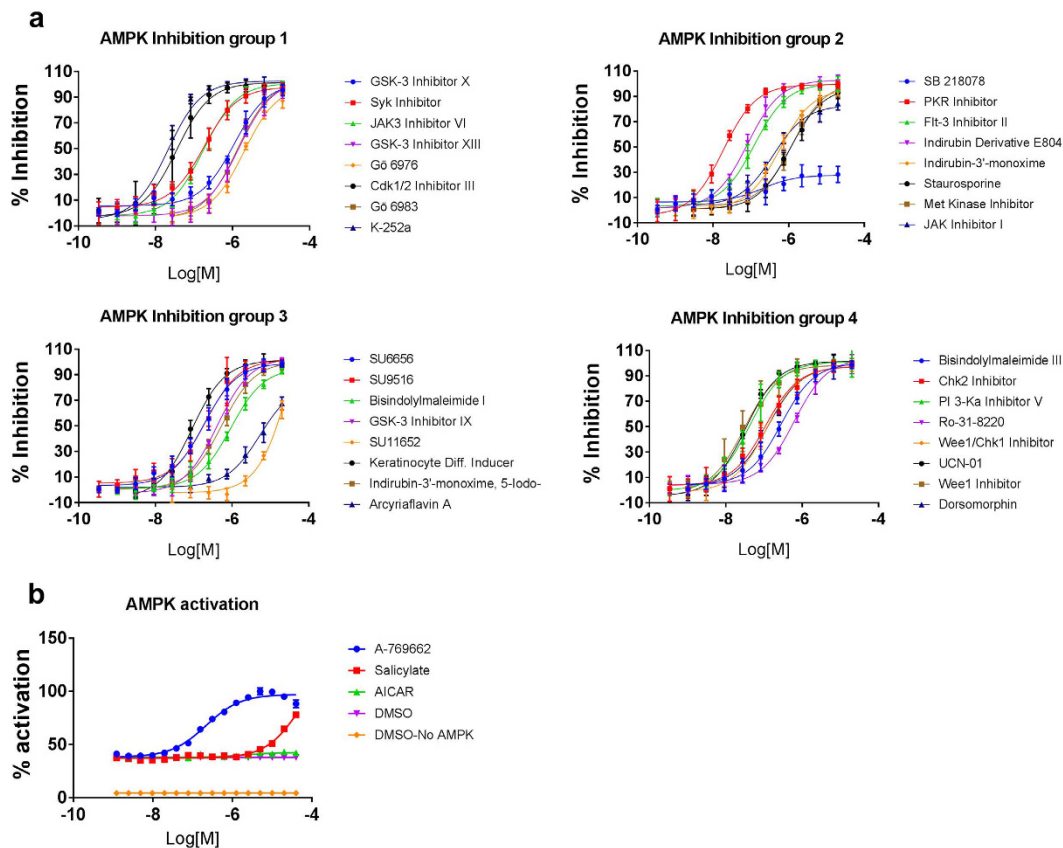 a
AMPK Inhibition group 1
% Inhibition
110
90
70
50
30
10
-10
-10
-8
-6
-4
Log[M]
GSK-3 Inhibitor X
Syk Inhibitor
JAK3 Inhibitor VI
GSK-3 Inhibitor XIII
Gö 6976
Cdk1/2 Inhibitor III
Gö 6983
K-252a
AMPK Inhibition group 2
% Inhibition
110
90
70
50
30
10
-10
-10
-8
-6
-4
Log[M]
SB 218078
PKR Inhibitor
Flt-3 Inhibitor II
Indirubin Derivative E804
Indirubin-3'-monoxime
Staurosporine
Met Kinase Inhibitor
JAK Inhibitor I
AMPK Inhibition group 3
% Inhibition
110
90
70
50
30
10
-10
-10
-8
-6
-4
Log[M]
SU6656
SU9516
Bisindolylmaleimide I
GSK-3 Inhibitor IX
SU11652
Keratinocyte Diff. Inducer
Indirubin-3'-monoxime, 5-Iodo-
Arcyriaflavin A
AMPK Inhibition group 4
% Inhibition
110
90
70
50
30
10
-10
-10
-8
-6
-4
Log[M]
Bisindolylmaleimide III
Chk2 Inhibitor
PI 3-Ka Inhibitor V
Ro-31-8220
Wee1/Chk1 Inhibitor
UCN-01
Wee1 Inhibitor
Dorsomorphin
b
AMPK activation
% activation
150
100
50
0
-10
-8
-6
-4
Log[M]
A-769662
Salicylate
AICAR
DMSO
DMSO-No AMPK